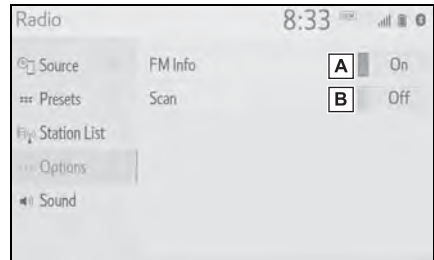 Radio 8:33
Source FM Info A On
Presets Scan B Off
Station List
Options
Sound